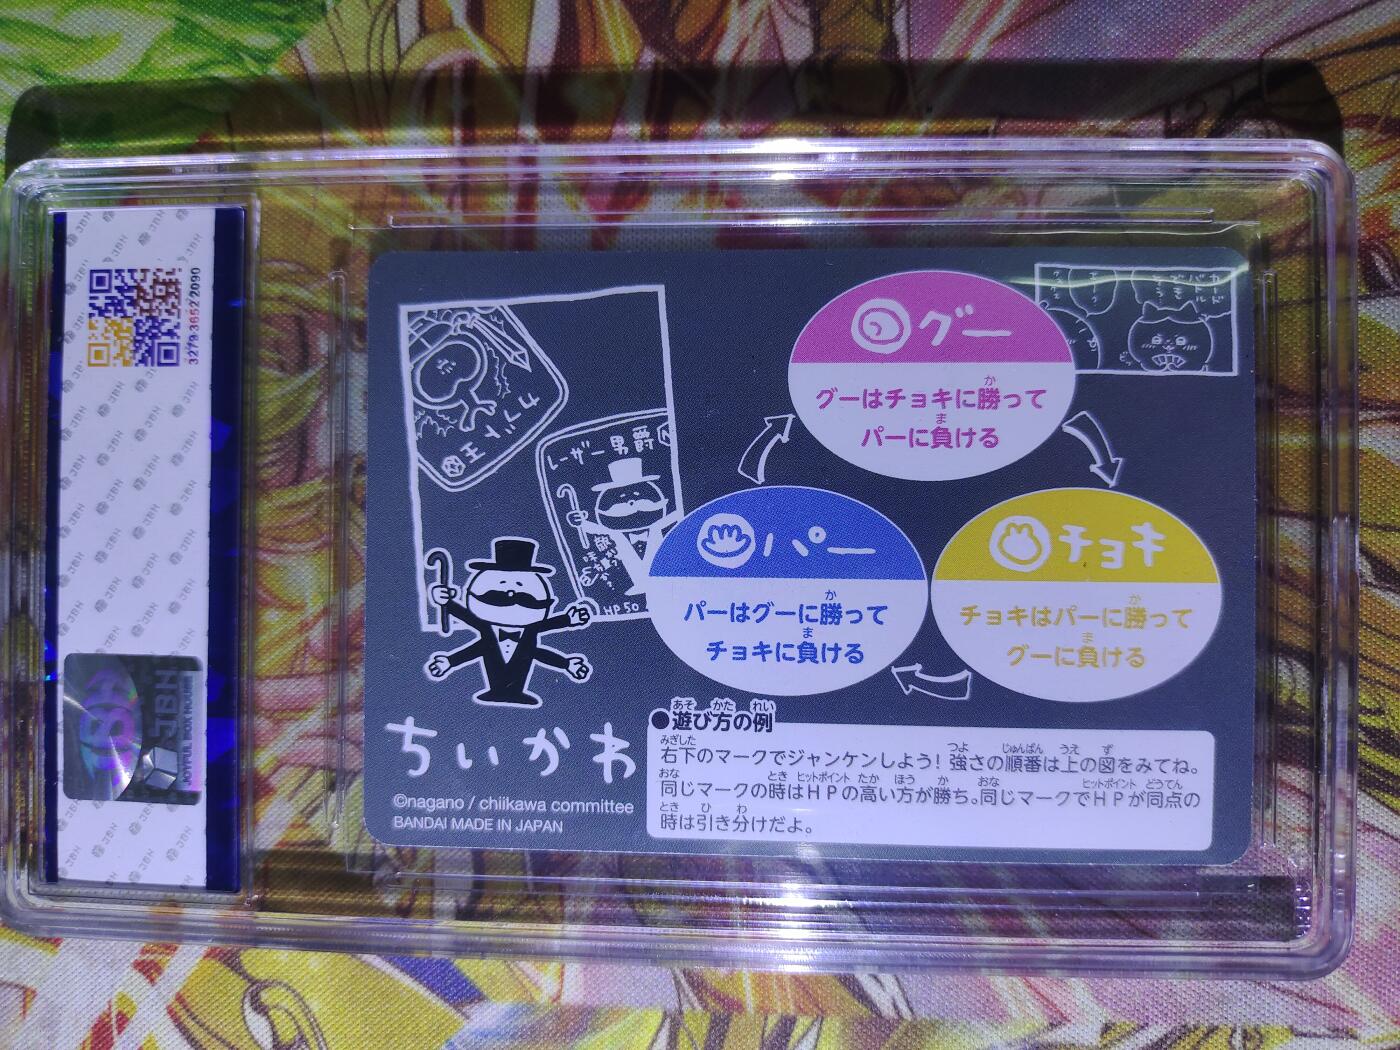 JBH
3279 36522090
JBH
JOYFUL BOX HOUSE
カブト王
レーザー男爵
HP 50
グー
グーはチョキに勝って
パーに負ける
パー
パーはグーに勝って
チョキに負ける
チョキ
チョキはパーに勝って
グーに負ける
ちいかわ
©nagano / chiikawa committee
BANDAI MADE IN JAPAN
●遊び方の例
右下のマークでジャンケンしよう! 強さの順番は上の図をみてね。
同じマークの時はHPの高い方が勝ち。同じマークでHPが同点の
時は引き分けだよ。